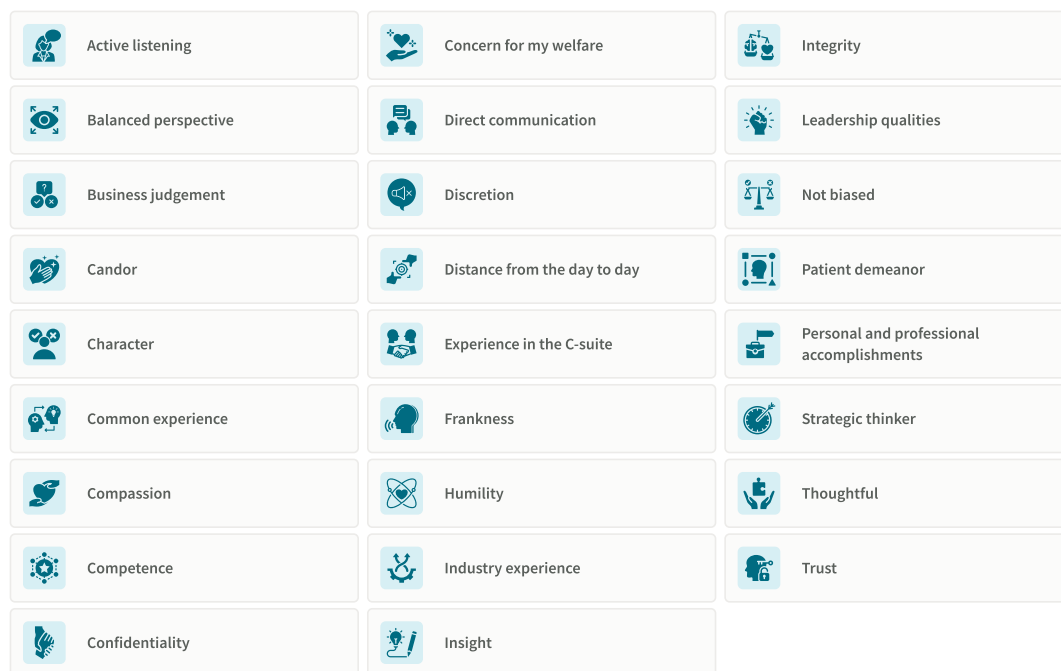 Active listening
Balanced perspective
Business judgement
Candor
Character
Common experience
Compassion
Competence
Confidentiality
Concern for my welfare
Direct communication
Discretion
Distance from the day to day
Experience in the C-suite
Frankness
Humility
Industry experience
Insight
Integrity
Leadership qualities
Not biased
Patient demeanor
Personal and professional
accomplishments
Strategic thinker
Thoughtful
Trust